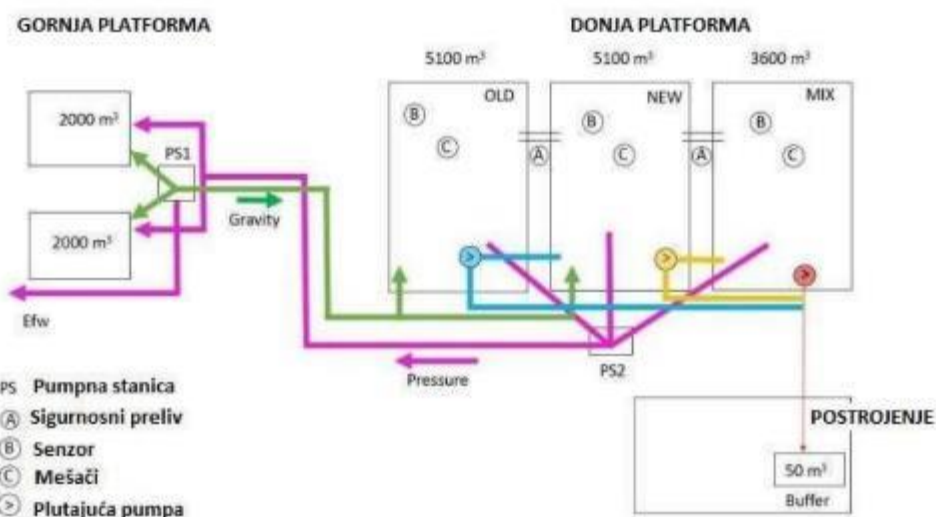 GORNJA PLATFORMA
DONJA PLATFORMA
5100 m³
5100 m³
3600 m³
OLD
NEW
MIX
B
C
A
B
C
A
B
C
2000 m³
PS1
2000 m³
Gravity
Efw
Pressure
PS2
PS Pumpna stanica
A Sigurnosni preliv
B Senzor
C Mešači
> Plutajuća pumpa
POSTROJENJE
50 m³
Buffer